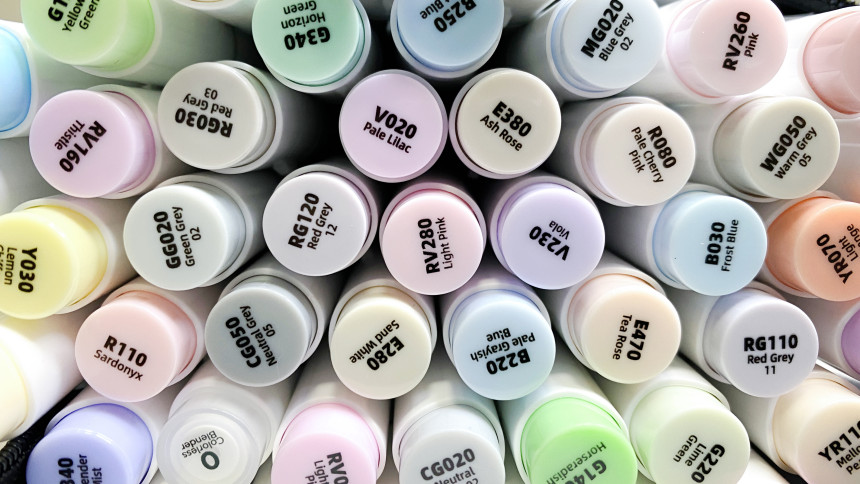 Yellow
Green
G340
Horizon
Green
B250
Blue
MG020
Blue Grey
02
RV260
Pink
RV160
Thistle
RG030
Red Grey
03
V020
Pale Lilac
E380
Ash Rose
R080
Pale Cherry
Pink
WG050
Warm Grey
05
Y030
Lemon
GG020
Green Grey
02
RG120
Red Grey
12
RV280
Light Pink
V230
Viola
B030
Frost Blue
YR070
Light
R110
Sardonyx
CG050
Neutral Grey
05
E280
Sand White
B220
Pale Grayish
Blue
E470
Tea Rose
RG110
Red Grey
11
0
Colorless
Blender
CG020
Neutral
Horseradish
G220
Lime
Green